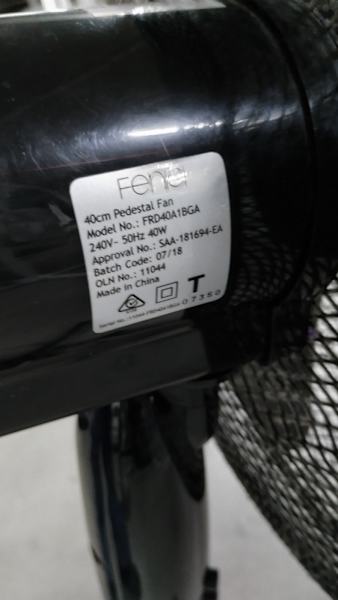 40cm Pedestal Fan
Model No.: FRD40A1BGA
240V~ 50Hz 40W
Approval No.: SAA-181694-EA
Batch Code: 07/18
OLN No.: 11044
Made in China
T
07350